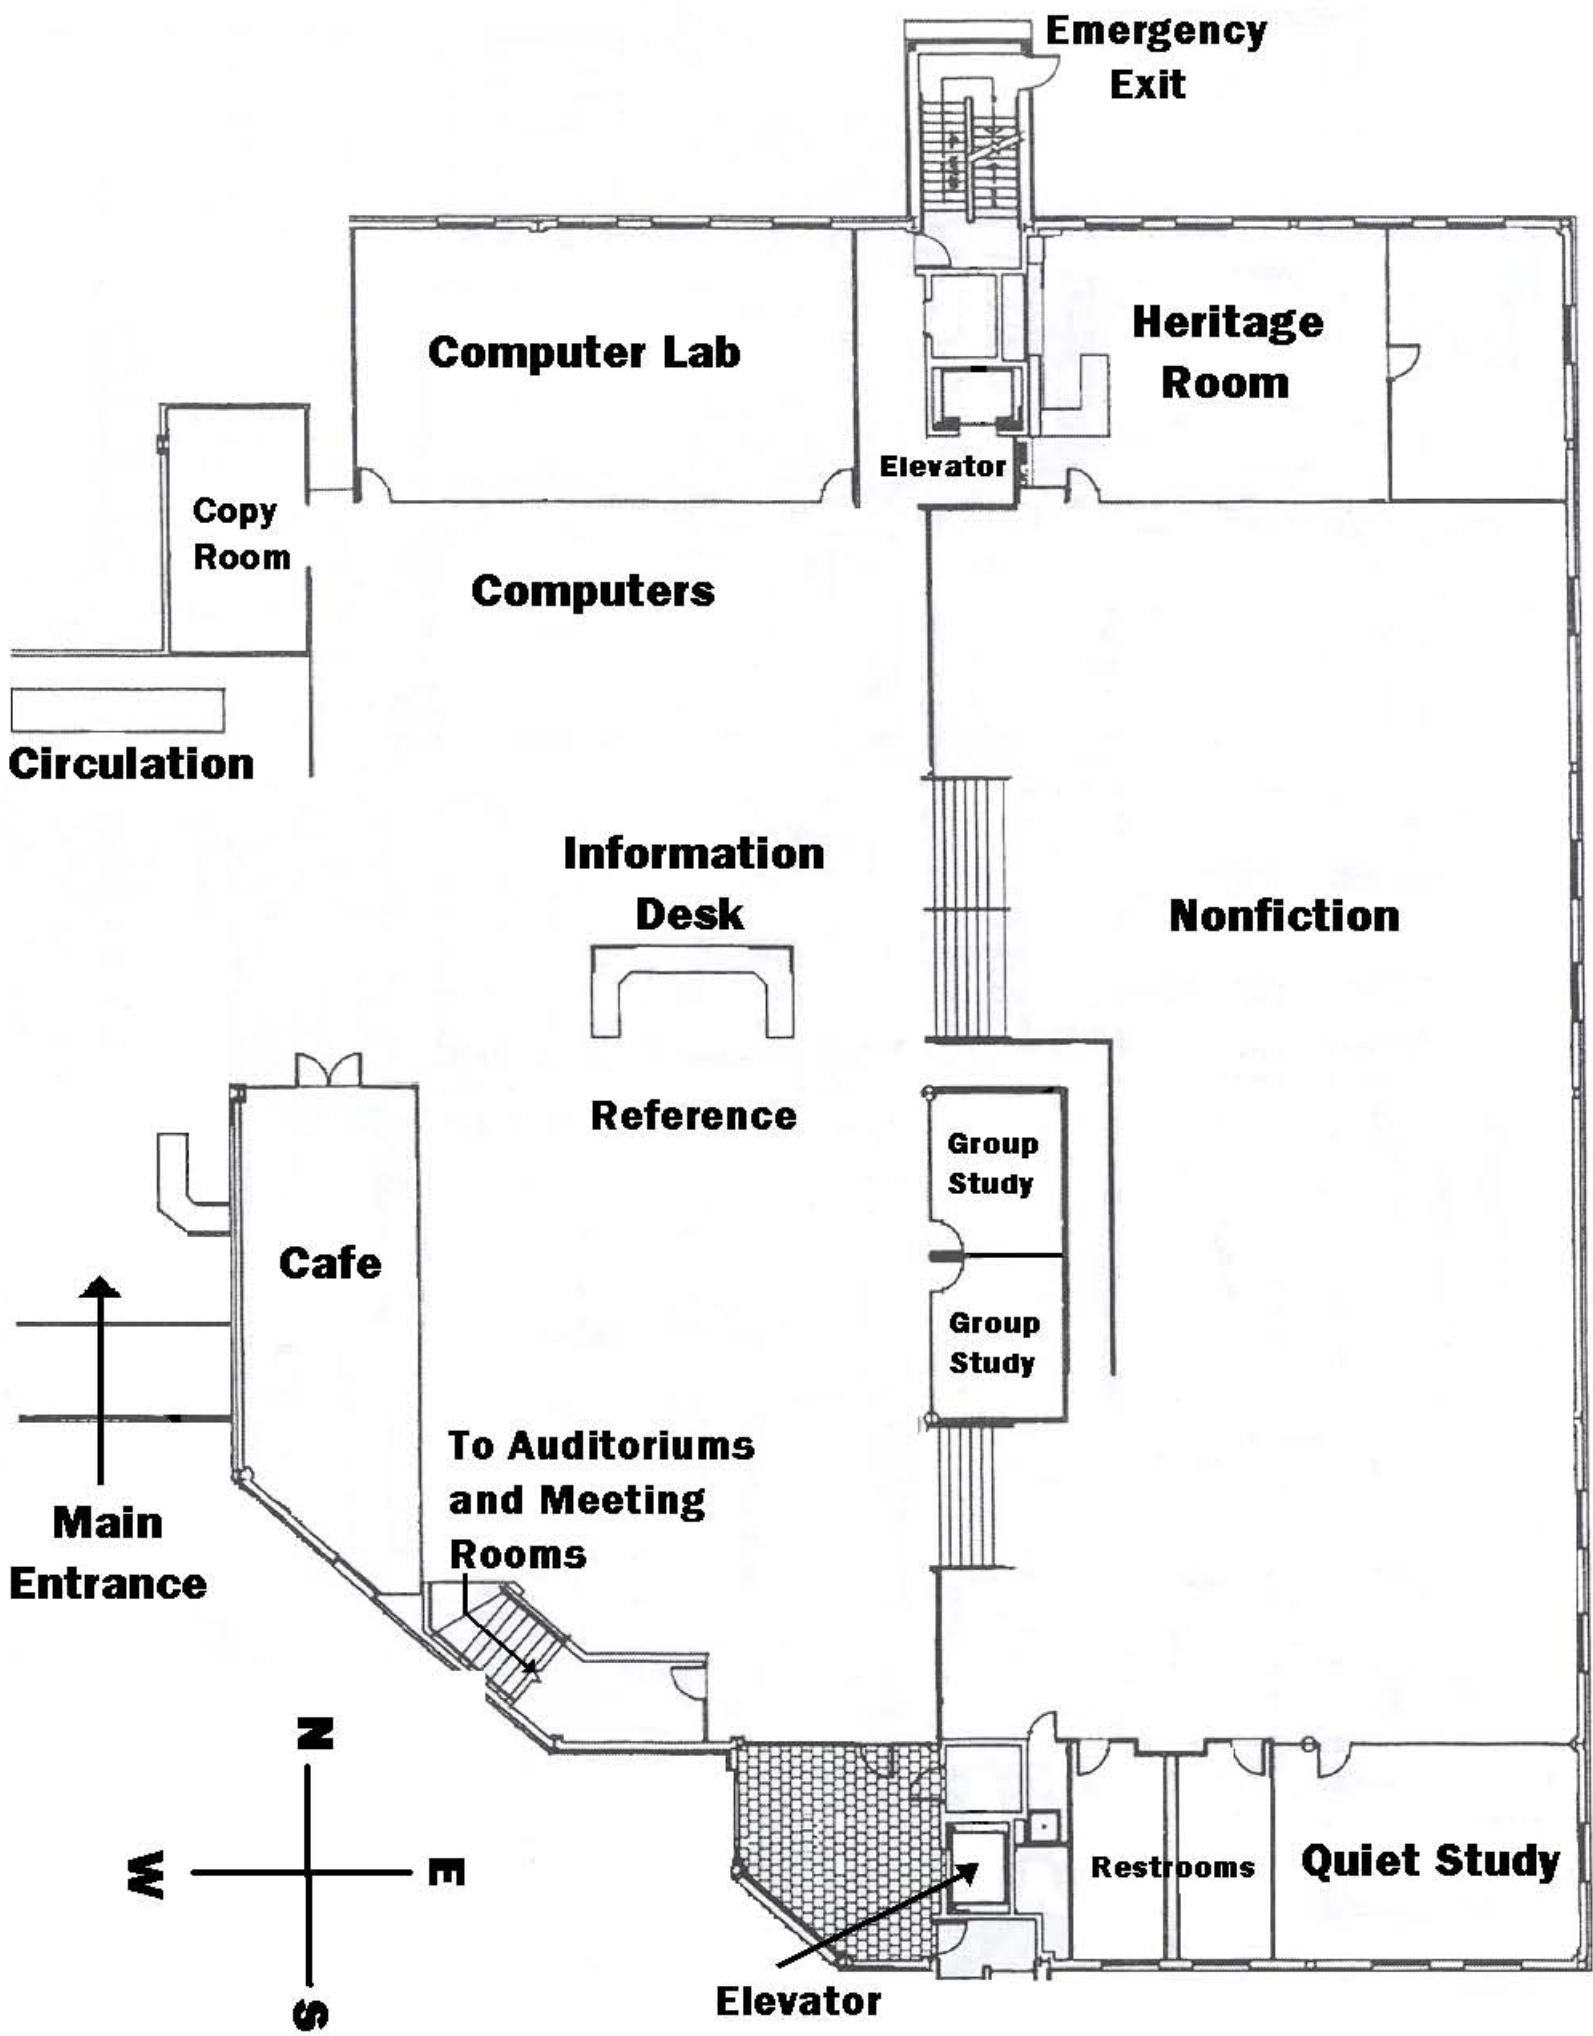 Emergency
Exit
Computer Lab
Heritage
Room
Elevator
Copy
Room
Computers
Circulation
Information
Desk
Nonfiction
Reference
Group
Study
Cafe
Group
Study
To Auditoriums
and Meeting
Rooms
Main
Entrance
N
W
E
S
Restrooms
Quiet Study
Elevator